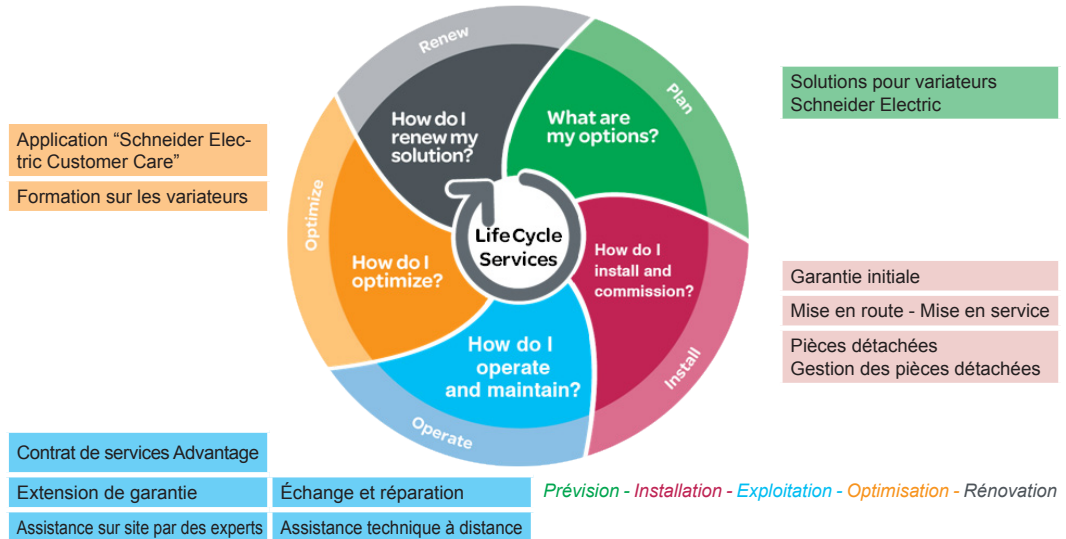 Renew
Plan
Install
Operate
Optimize
How do I
renew my
solution?
What are
my options?
How do I
install and
commission?
How do I
operate
and maintain?
How do I
optimize?
Life Cycle
Services
Application “Schneider Elec-
tric Customer Care”
Formation sur les variateurs
Solutions pour variateurs
Schneider Electric
Garantie initiale
Mise en route - Mise en service
Pièces détachées
Gestion des pièces détachées
Contrat de services Advantage
Extension de garantie
Échange et réparation
Assistance sur site par des experts
Assistance technique à distance
Prévision - Installation - Exploitation - Optimisation - Rénovation